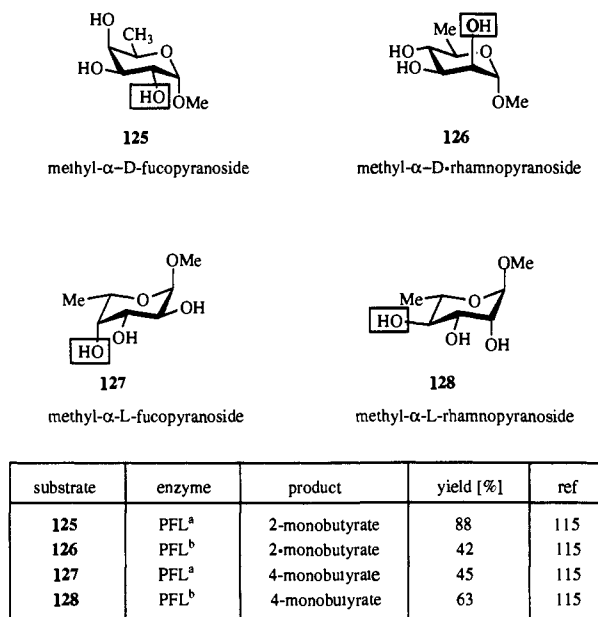 HO
CH₃
O
HO
HO
OMe
125
methyl-α-D-fucopyranoside
OH
Me
HO
O
HO
OMe
126
methyl-α-D•rhamnopyranoside
OMe
Me
O
OH
OH
HO
127
methyl-α-L-fucopyranoside
OMe
Me
O
HO
OH
OH
128
methyl-α-L-rhamnopyranoside
substrate enzyme product yield [%] ref
125 PFLᵃ 2-monobutyrate 88 115
126 PFLᵇ 2•monobutyrate 42 115
127 PFLᵃ 4-monobutyrate 45 115
128 PFLᵇ 4-monobutyrate 63 115